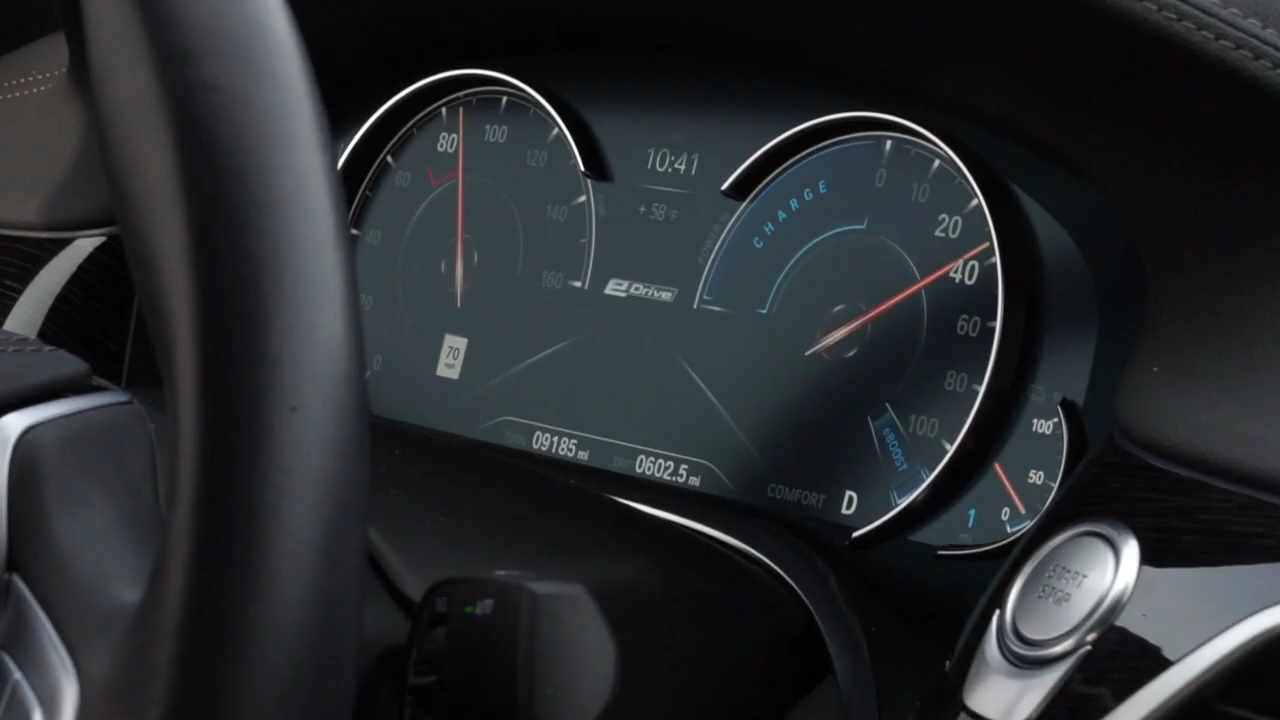 0
20
40
60
80
100
120
140
160
70
mph
10:41
+ 58°F
eDrive
TOTAL 09185 mi
TRIP 0602.5 mi
POWER
CHARGE
0
10
20
40
60
80
100
eBOOST
COMFORT D
100
50
0
1
mi
START
STOP